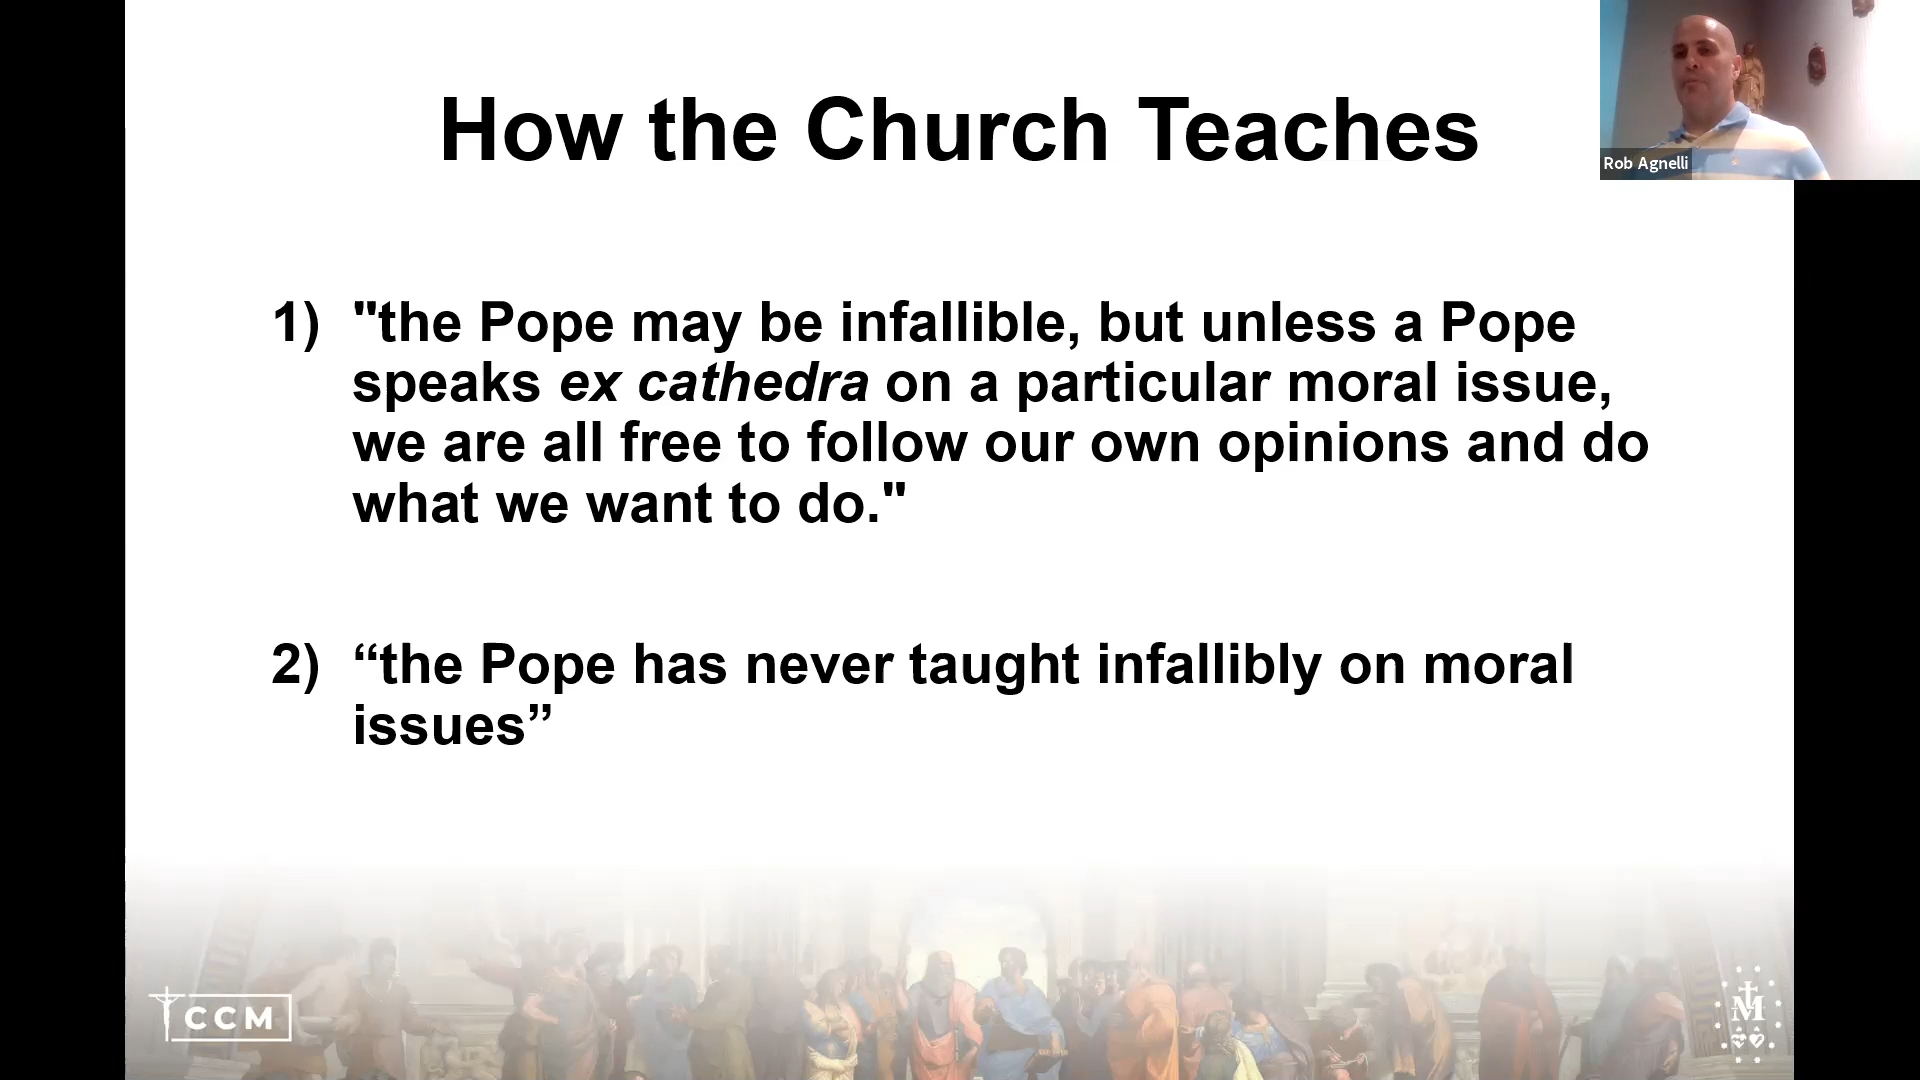 How the Church Teaches
Rob Agnelli
1) "the Pope may be infallible, but unless a Pope
speaks ex cathedra on a particular moral issue,
we are all free to follow our own opinions and do
what we want to do."
2) “the Pope has never taught infallibly on moral
issues”
CCM
M